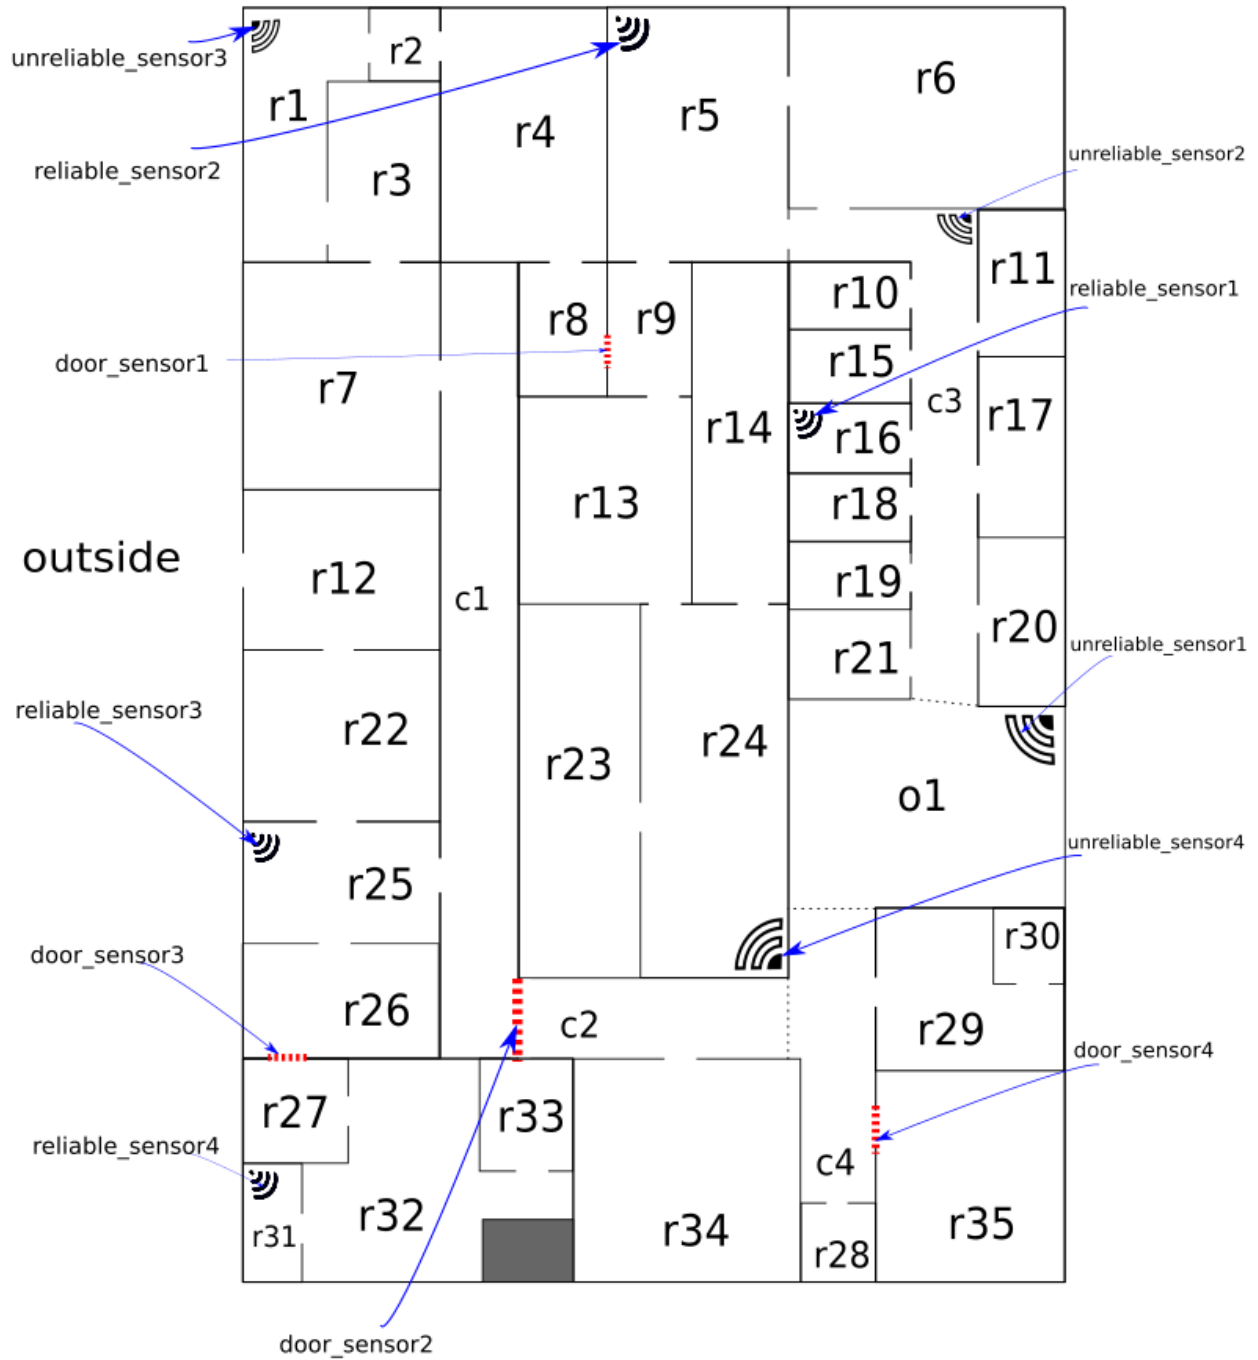 unreliable_sensor3
r2
r1
r4
r5
r6
reliable_sensor2
r3
unreliable_sensor2
r11
r10
reliable_sensor1
r8
r9
door_sensor1
r7
r15
c3
r17
r14
r16
r13
r18
outside
r12
c1
r19
r20
r21
unreliable_sensor1
reliable_sensor3
r22
r23
r24
o1
unreliable_sensor4
r25
r30
door_sensor3
r26
c2
r29
door_sensor4
r27
r33
reliable_sensor4
c4
r31
r32
r34
r28
r35
door_sensor2